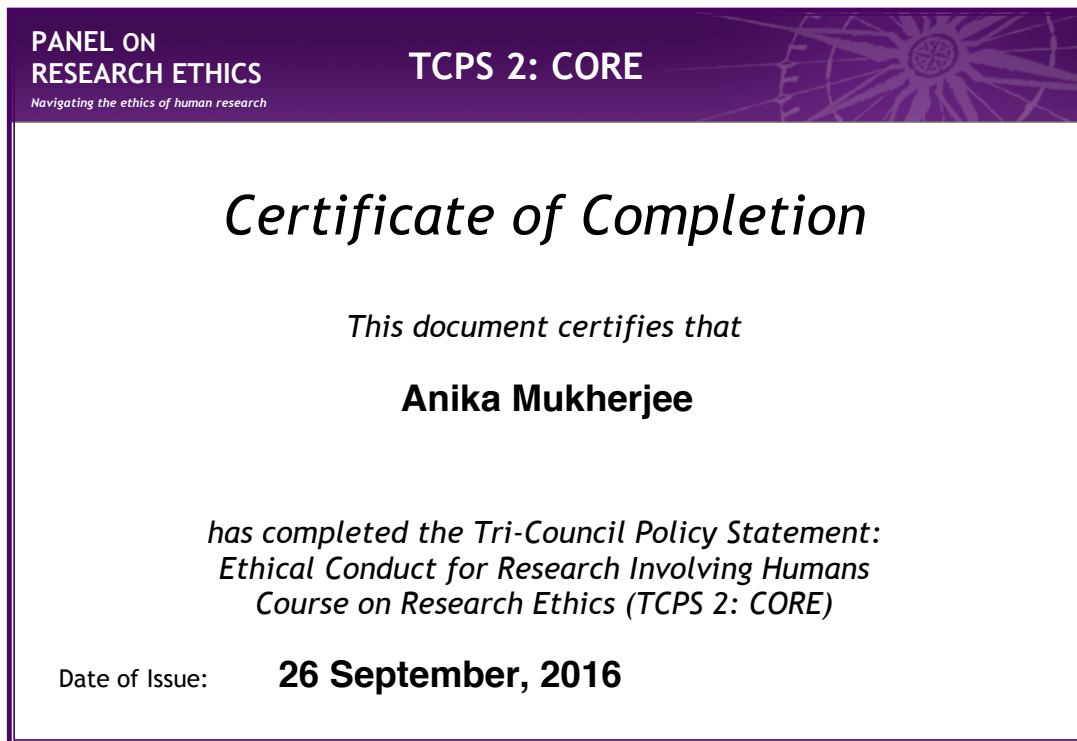 PANEL ON
RESEARCH ETHICS
Navigating the ethics of human research
TCPS 2: CORE
Certificate of Completion
This document certifies that
Anika Mukherjee
has completed the Tri-Council Policy Statement:
Ethical Conduct for Research Involving Humans
Course on Research Ethics (TCPS 2: CORE)
Date of Issue: 26 September, 2016